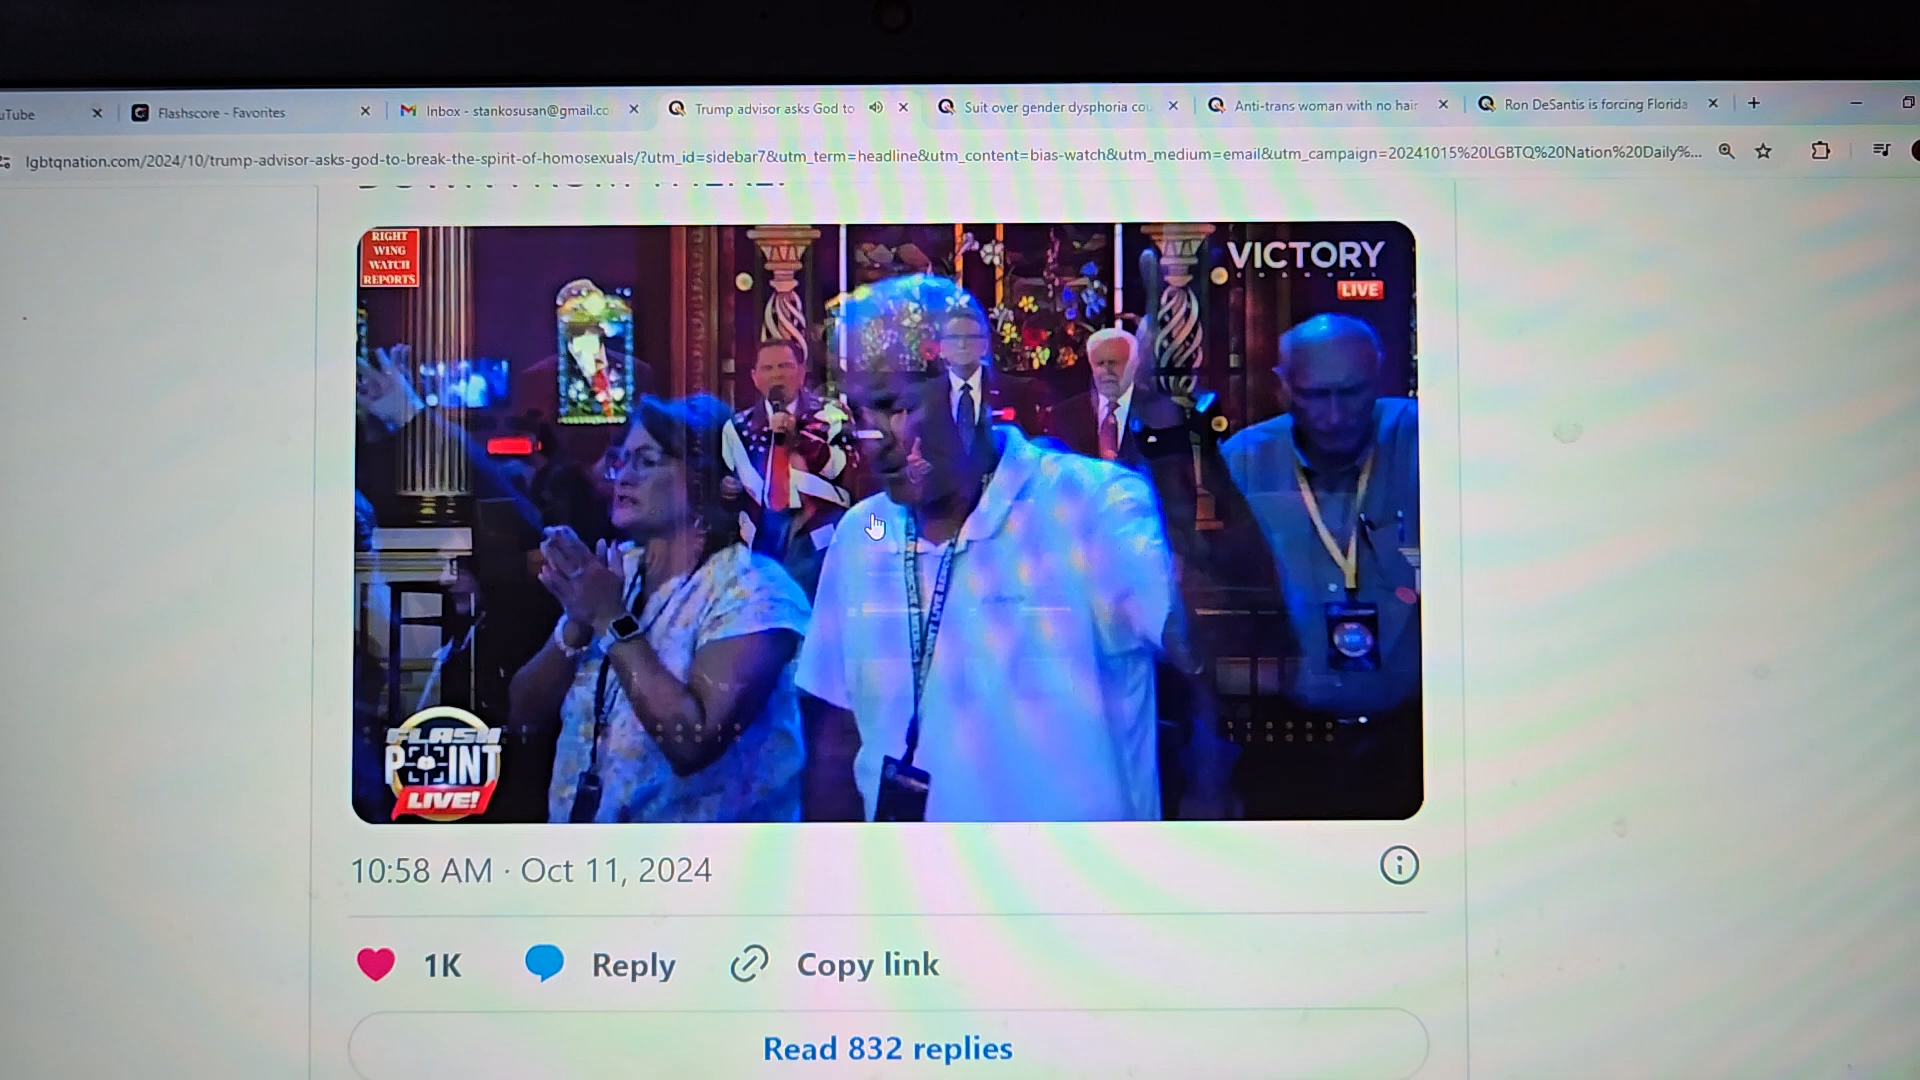 uTube
Flashscore - Favorites
Inbox - stankosusan@gmail.co
Trump advisor asks God to
Suit over gender dysphoria cou
Anti-trans woman with no hair
Ron DeSantis is forcing Florida
lgbtqnation.com/2024/10/trump-advisor-asks-god-to-break-the-spirit-of-homosexuals/?utm_id=sidebar7&utm_term=headline&utm_content=bias-watch&utm_medium=email&utm_campaign=20241015%20LGBTQ%20Nation%20Daily%...
RIGHT
WING
WATCH
REPORTS
VICTORY
LIVE
FLASH
POINT
LIVE!
10:58 AM · Oct 11, 2024
1K
Reply
Copy link
Read 832 replies